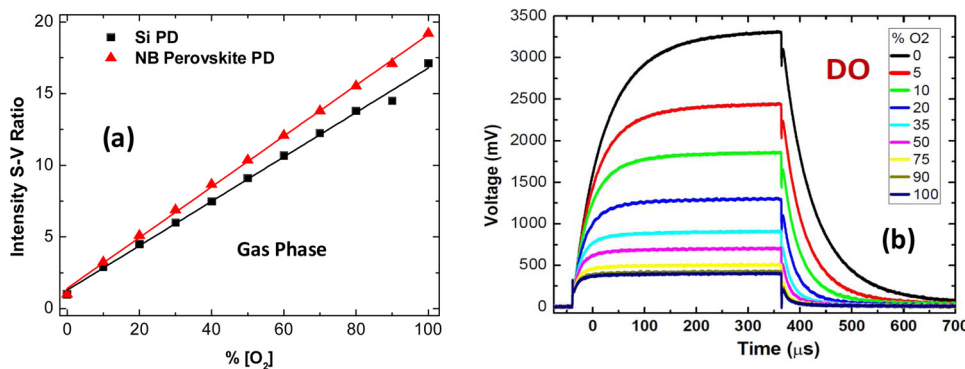 20
15
10
5
0
Intensity S-V Ratio
Si PD
NB Perovskite PD
(a)
Gas Phase
0 20 40 60 80 100
% [O₂]
3500
3000
2500
2000
1500
1000
500
0
Voltage (mV)
DO
% O2
0
5
10
20
35
50
75
90
100
(b)
0 100 200 300 400 500 600 700
Time (μs)